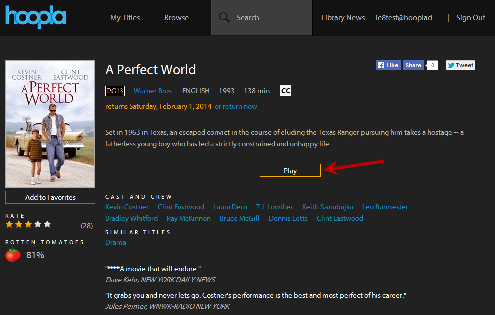 hoopla
My Titles Browse Search Library News le8test@hooplad Sign Out
KEVIN COSTNER CLINT EASTWOOD
A PERFECT WORLD
Add to Favorites
RATE
(28)
ROTTEN TOMATOES
81%
A Perfect World
Like Share 0 Tweet
PG13 Warner Bros ENGLISH 1993 138 min CC
returns Saturday, February 1, 2014 or return now
Set in 1963 in Texas, an escaped convict in the course of eluding the Texas Ranger pursuing him takes a hostage -- a
fatherless young boy who has led a strictly constrained and unhappy life
Play
CAST AND CREW
Kevin Costner Clint Eastwood Laura Dern T.J. Lowther Keith Szarabajka Leo Burmester
Bradley Whitford Ray McKinnon Bruce McGill Dennis Letts Clint Eastwood
SIMILAR TITLES
Drama
"****A movie that will endure."
Dave Kehr, NEW YORK DAILY NEWS
"It grabs you and never lets go. Costner's performance is the best and most perfect of his career."
Jules Peimer, WNWK-RADIO NEW YORK